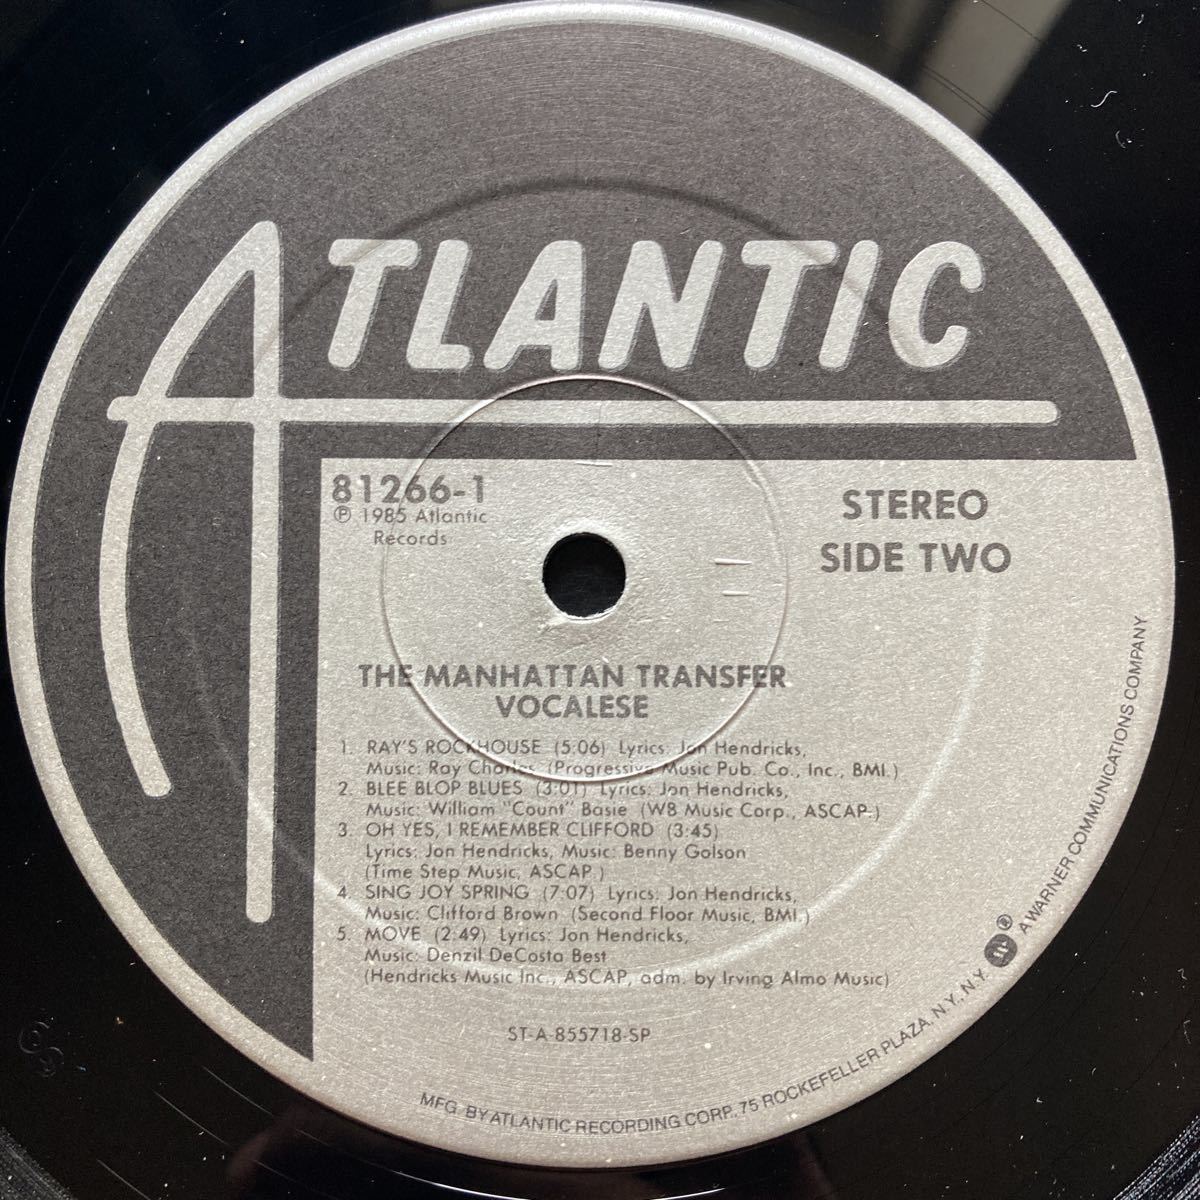 ATLANTIC
81266-1
℗ 1985 Atlantic
Records
STEREO
SIDE TWO
THE MANHATTAN TRANSFER
VOCALESE
1. RAY'S ROCKHOUSE (5:06) Lyrics: Jon Hendricks,
Music: Ray Charles (Progressive Music Pub. Co., Inc., BMI.)
2. BLEE BLOP BLUES (3:01) Lyrics: Jon Hendricks,
Music: William "Count" Basie (WB Music Corp., ASCAP.)
3. OH YES, I REMEMBER CLIFFORD (3:45)
Lyrics: Jon Hendricks, Music: Benny Golson
(Time Step Music, ASCAP.)
4. SING JOY SPRING (7:07) Lyrics: Jon Hendricks,
Music: Clifford Brown (Second Floor Music, BMI.)
5. MOVE (2:49) Lyrics: Jon Hendricks,
Music: Denzil DeCosta Best
(Hendricks Music Inc., ASCAP, adm. by Irving Almo Music)
ST-A-855718-SP
MFG. BY ATLANTIC RECORDING CORP. 75 ROCKEFELLER PLAZA, N.Y., N.Y. ® A WARNER COMMUNICATIONS COMPANY